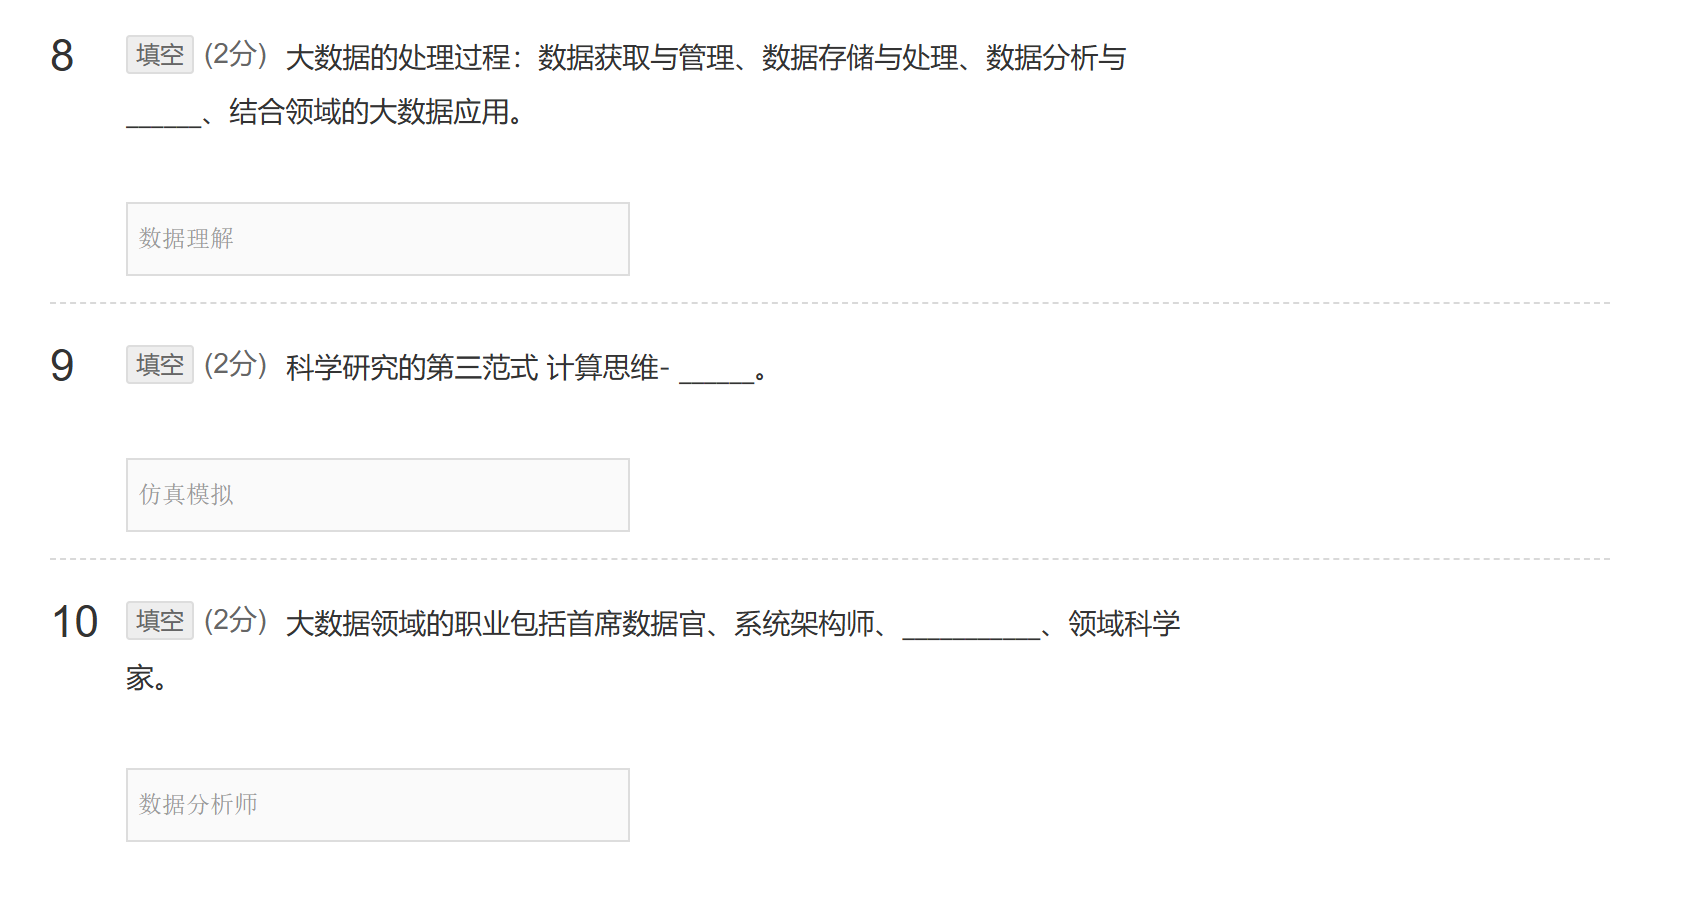 8 填空 (2分) 大数据的处理过程：数据获取与管理、数据存储与处理、数据分析与
______、结合领域的大数据应用。
数据理解
9 填空 (2分) 科学研究的第三范式 计算思维- ______。
仿真模拟
10 填空 (2分) 大数据领域的职业包括首席数据官、系统架构师、___________、领域科学
家。
数据分析师